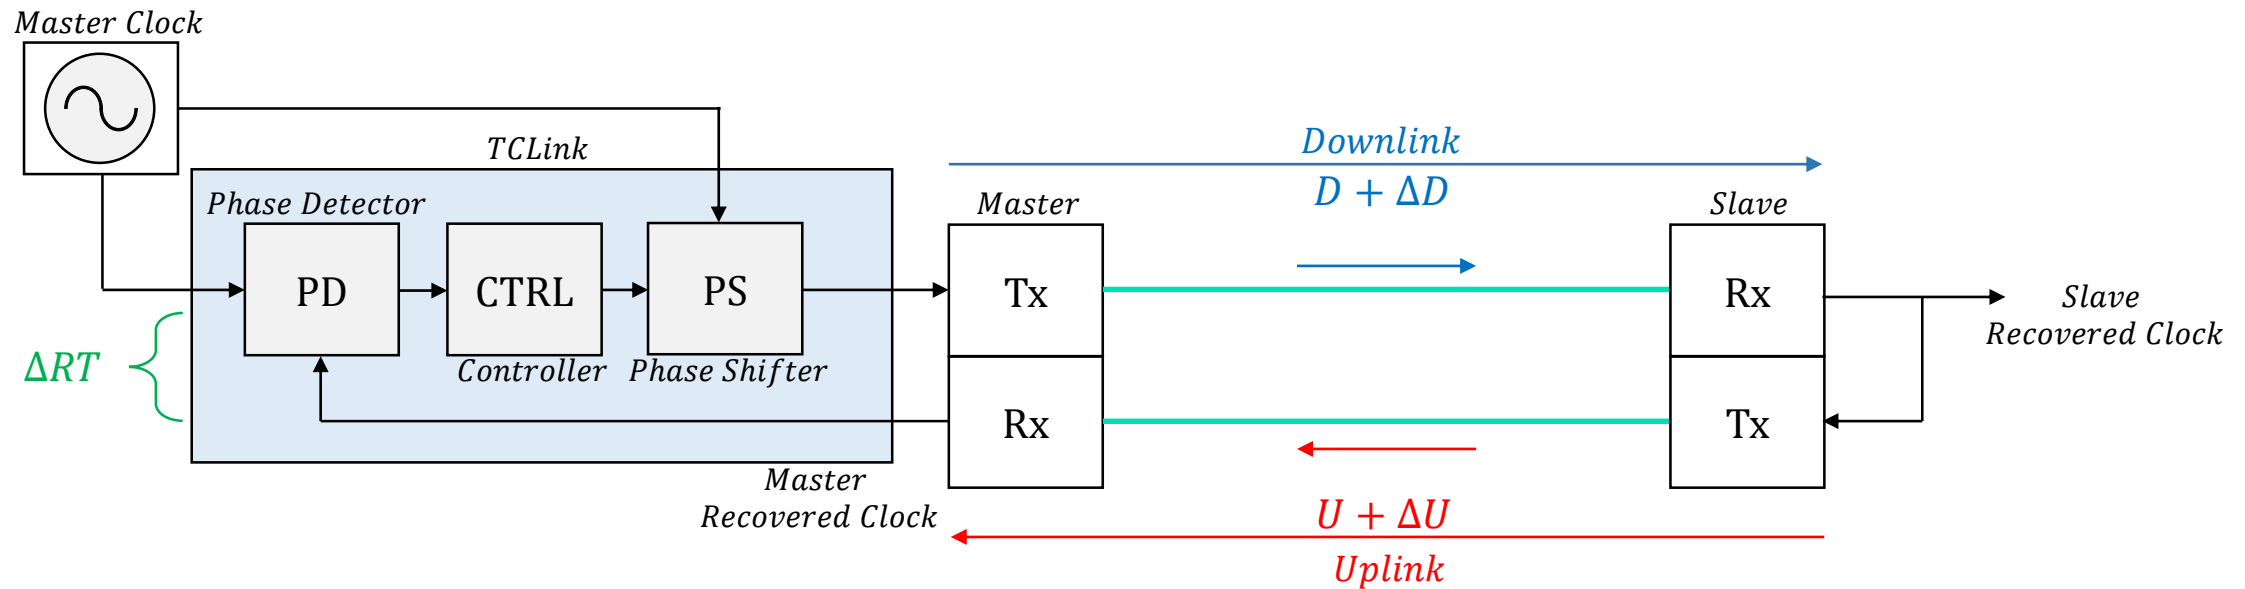 Master Clock
TCLink
Downlink
D + ΔD
Phase Detector
Master
Slave
PD
CTRL
PS
Tx
Rx
Slave
Recovered Clock
ΔRT
Controller
Phase Shifter
Rx
Tx
Master
Recovered Clock
U + ΔU
Uplink